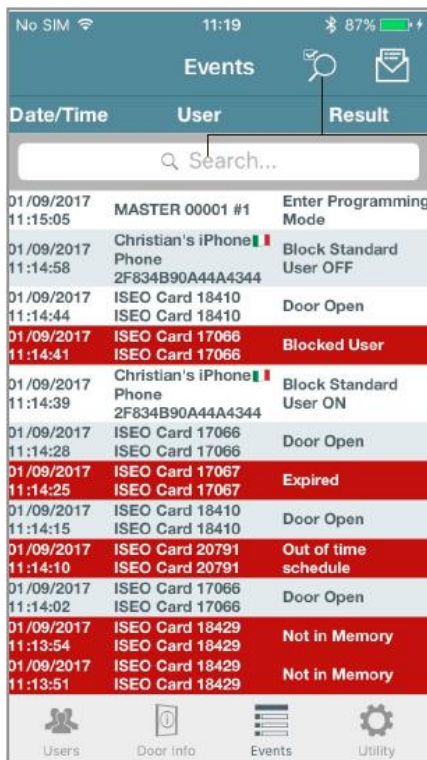 No SIM 11:19 87%
Events
Date/Time User Result
Search...
01/09/2017 11:15:05 MASTER 00001 #1 Enter Programming Mode
01/09/2017 11:14:58 Christian's iPhone Phone 2F834B90A44A4344 Block Standard User OFF
01/09/2017 11:14:44 ISEO Card 18410 ISEO Card 18410 Door Open
01/09/2017 11:14:41 ISEO Card 17066 ISEO Card 17066 Blocked User
01/09/2017 11:14:39 Christian's iPhone Phone 2F834B90A44A4344 Block Standard User ON
01/09/2017 11:14:28 ISEO Card 17066 ISEO Card 17066 Door Open
01/09/2017 11:14:25 ISEO Card 17067 ISEO Card 17067 Expired
01/09/2017 11:14:15 ISEO Card 18410 ISEO Card 18410 Door Open
01/09/2017 11:14:10 ISEO Card 20791 ISEO Card 20791 Out of time schedule
01/09/2017 11:14:02 ISEO Card 17066 ISEO Card 17066 Door Open
01/09/2017 11:13:54 ISEO Card 18429 ISEO Card 18429 Not in Memory
01/09/2017 11:13:51 ISEO Card 18429 ISEO Card 18429 Not in Memory
Users Door Info Events Utility